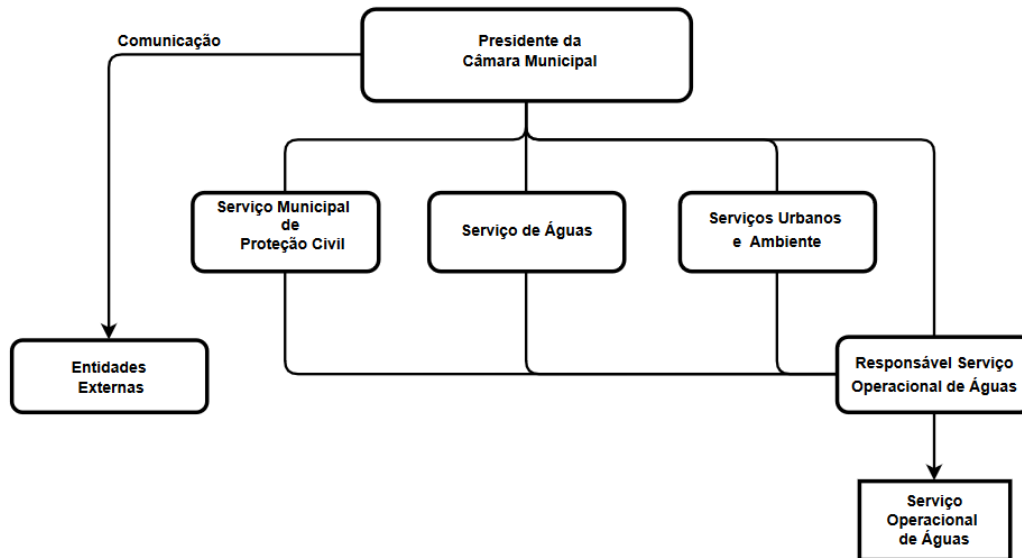 Comunicação
Presidente da
Câmara Municipal
Serviço Municipal
de
Proteção Civil
Serviço de Águas
Serviços Urbanos
e Ambiente
Entidades
Externas
Responsável Serviço
Operacional de Águas
Serviço
Operacional
de Águas